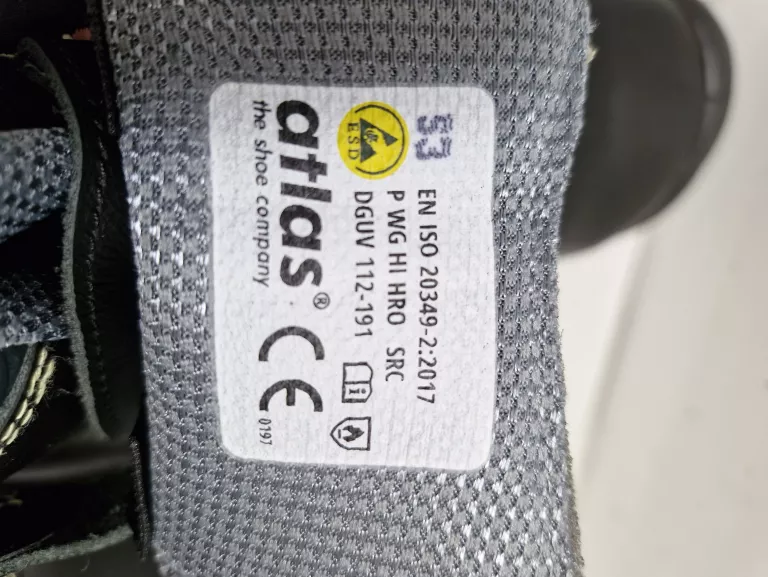 53
EN ISO 20349-2:2017
P WG HI HRO SRC
ESD
DGUV 112-191
i
atlas®
the shoe company
CE 0197